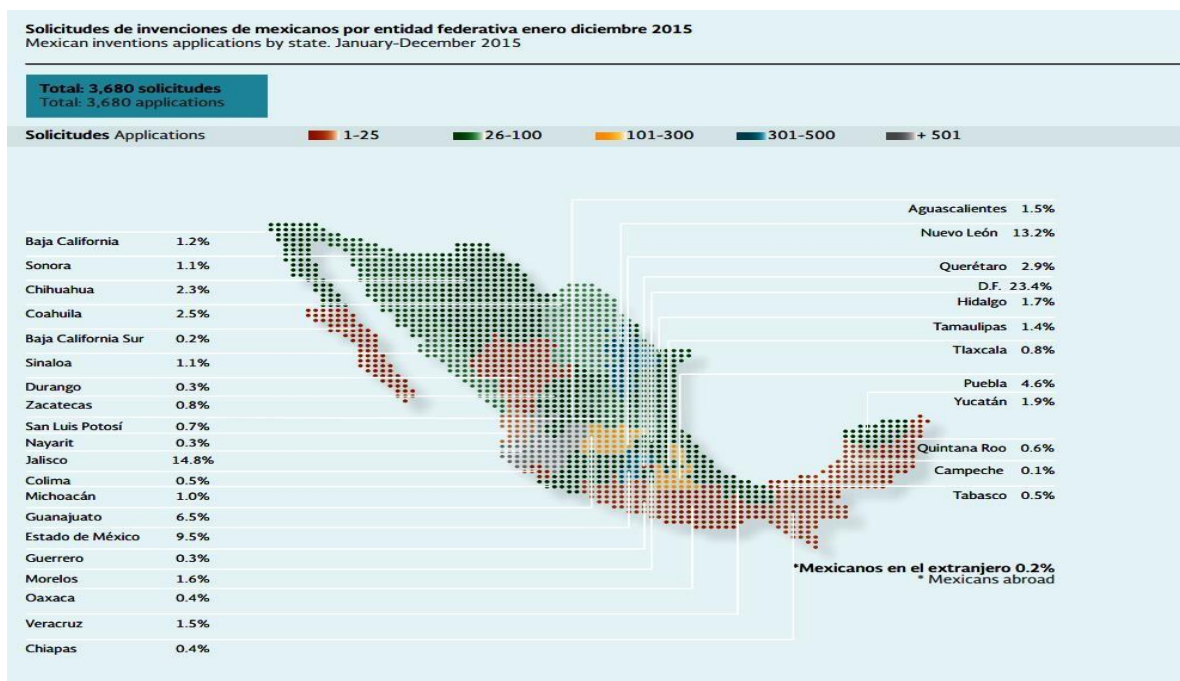 Solicitudes de invenciones de mexicanos por entidad federativa enero diciembre 2015
Mexican inventions applications by state. January-December 2015
Total: 3,680 solicitudes
Total: 3,680 applications
Solicitudes Applications 1-25 26-100 101-300 301-500 + 501
Baja California 1.2%
Sonora 1.1%
Chihuahua 2.3%
Coahuila 2.5%
Baja California Sur 0.2%
Sinaloa 1.1%
Durango 0.3%
Zacatecas 0.8%
San Luis Potosí 0.7%
Nayarit 0.3%
Jalisco 14.8%
Colima 0.5%
Michoacán 1.0%
Guanajuato 6.5%
Estado de México 9.5%
Guerrero 0.3%
Morelos 1.6%
Oaxaca 0.4%
Veracruz 1.5%
Chiapas 0.4%
Aguascalientes 1.5%
Nuevo León 13.2%
Querétaro 2.9%
D.F. 23.4%
Hidalgo 1.7%
Tamaulipas 1.4%
Tlaxcala 0.8%
Puebla 4.6%
Yucatán 1.9%
Quintana Roo 0.6%
Campeche 0.1%
Tabasco 0.5%
*Mexicanos en el extranjero 0.2%
* Mexicans abroad